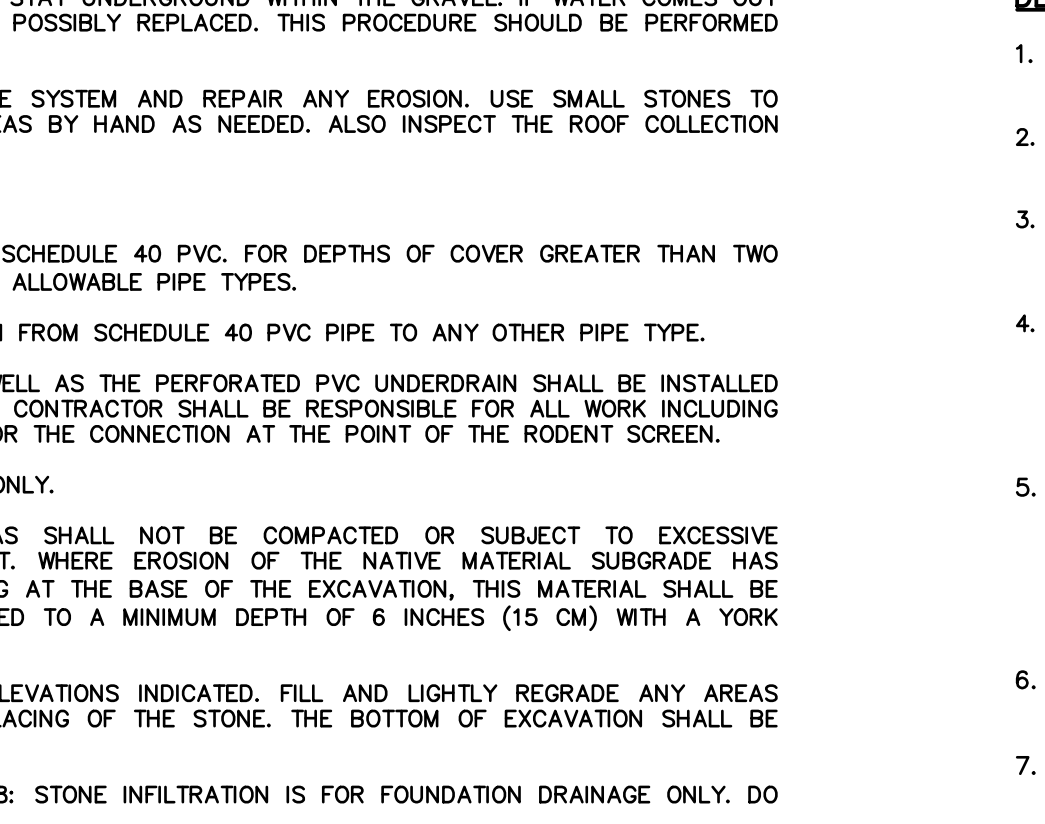 STAY UNDERGROUND WITHIN THE GRAVEL. IF WATER COMES OUT
POSSIBLY REPLACED. THIS PROCEDURE SHOULD BE PERFORMED
SYSTEM AND REPAIR ANY EROSION. USE SMALL STONES TO
BY HAND AS NEEDED. ALSO INSPECT THE ROOF COLLECTION
SCHEDULE 40 PVC. FOR DEPTHS OF COVER GREATER THAN TWO
ALLOWABLE PIPE TYPES.
FROM SCHEDULE 40 PVC PIPE TO ANY OTHER PIPE TYPE.
AS THE PERFORATED PVC UNDERDRAIN SHALL BE INSTALLED
CONTRACTOR SHALL BE RESPONSIBLE FOR ALL WORK INCLUDING
THE CONNECTION AT THE POINT OF THE RODENT SCREEN.
ONLY.
SHALL NOT BE COMPACTED OR SUBJECT TO EXCESSIVE
WHERE EROSION OF THE NATIVE MATERIAL SUBGRADE HAS
AT THE BASE OF THE EXCAVATION, THIS MATERIAL SHALL BE
TO A MINIMUM DEPTH OF 6 INCHES (15 CM) WITH A YORK
INDICATED. FILL AND LIGHTLY REGRADE ANY AREAS
OF THE STONE. THE BOTTOM OF EXCAVATION SHALL BE
STONE INFILTRATION IS FOR FOUNDATION DRAINAGE ONLY. DO
1.
2.
3.
4.
5.
6.
7.